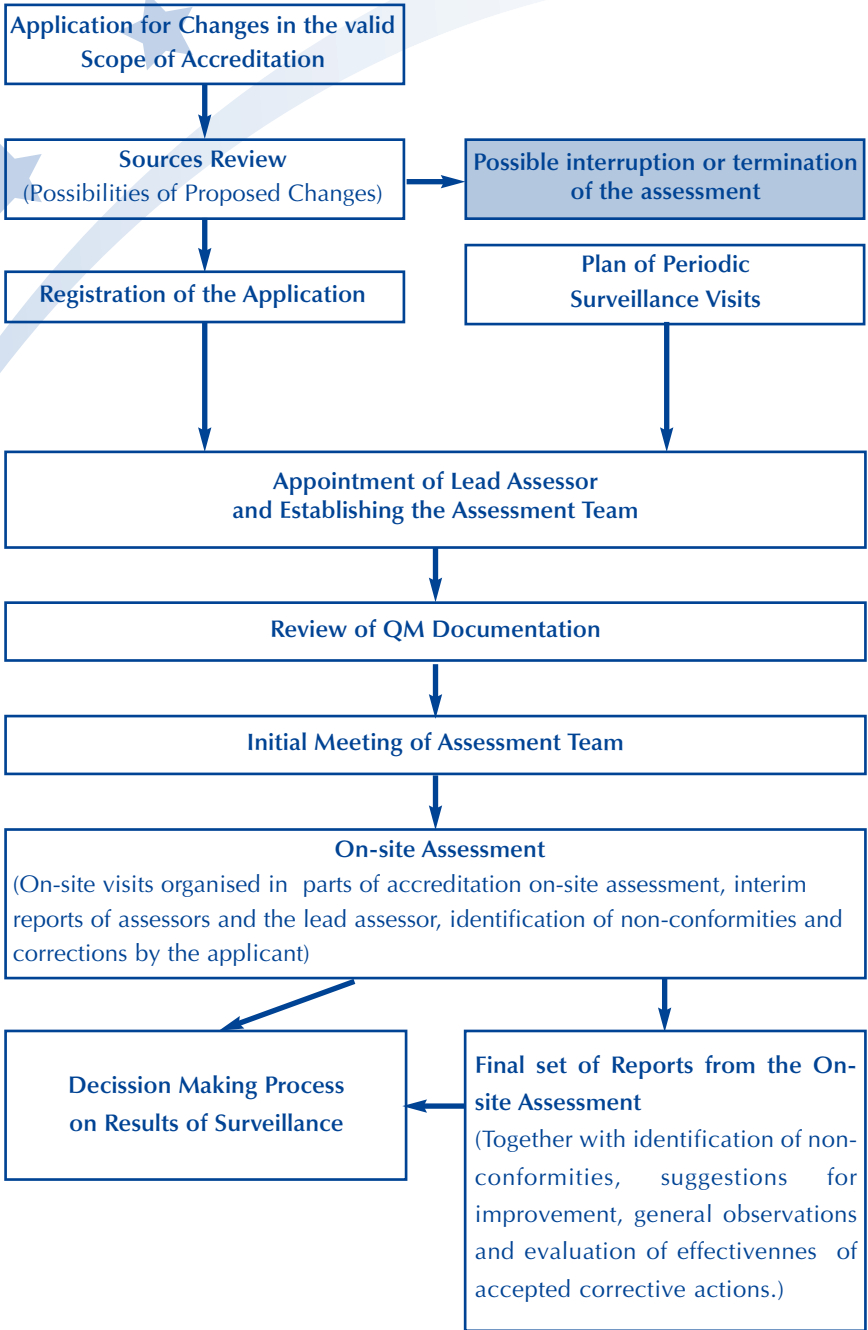 Application for Changes in the valid
Scope of Accreditation
Sources Review
(Possibilities of Proposed Changes)
Possible interruption or termination
of the assessment
Registration of the Application
Plan of Periodic
Surveillance Visits
Appointment of Lead Assessor
and Establishing the Assessment Team
Review of QM Documentation
Initial Meeting of Assessment Team
On-site Assessment
(On-site visits organised in parts of accreditation on-site assessment, interim
reports of assessors and the lead assessor, identification of non-conformities and
corrections by the applicant)
Decission Making Process
on Results of Surveillance
Final set of Reports from the On-
site Assessment
(Together with identification of non-
conformities, suggestions for
improvement, general observations
and evaluation of effectivennes of
accepted corrective actions.)